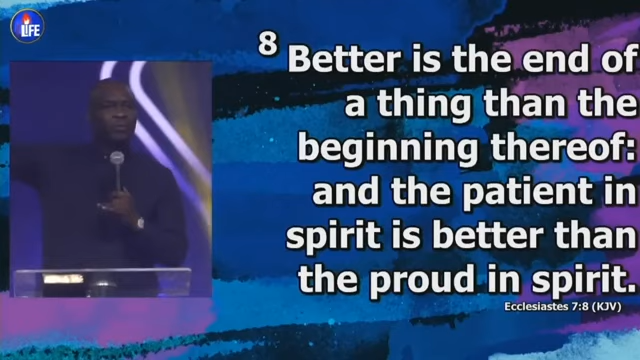 LIFE
8 Better is the end of
a thing than the
beginning thereof:
and the patient in
spirit is better than
the proud in spirit.
Ecclesiastes 7:8 (KJV)